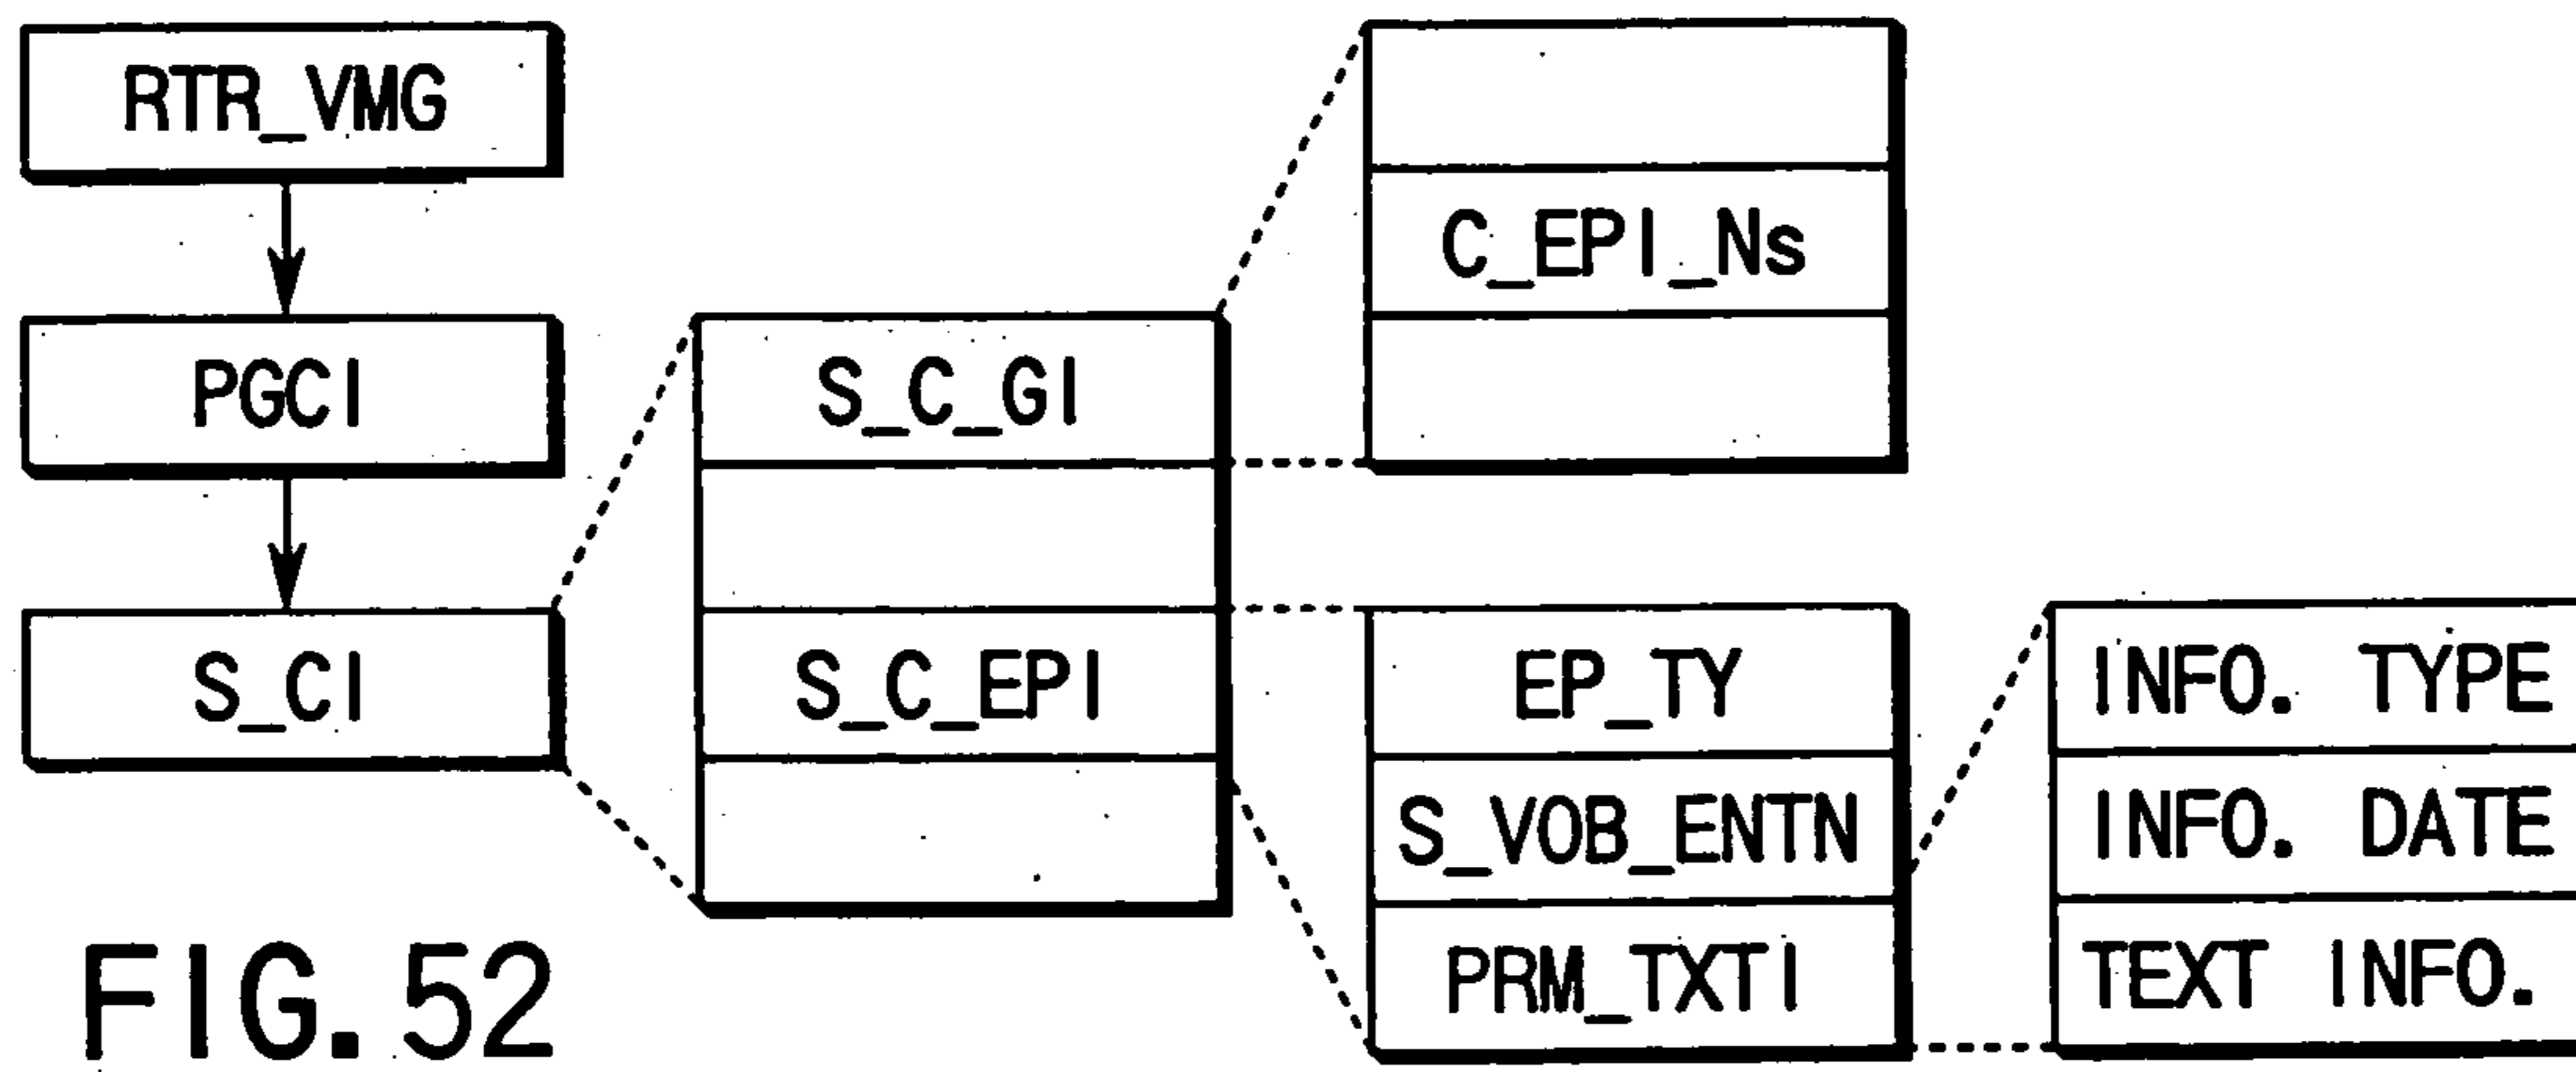 RTR_VMG
PGCI
S_CI
S_C_GI
S_C_EPI
C_EPI_Ns
EP_TY
S_VOB_ENTN
PRM_TXTI
INFO. TYPE
INFO. DATE
TEXT INFO.
FIG. 52